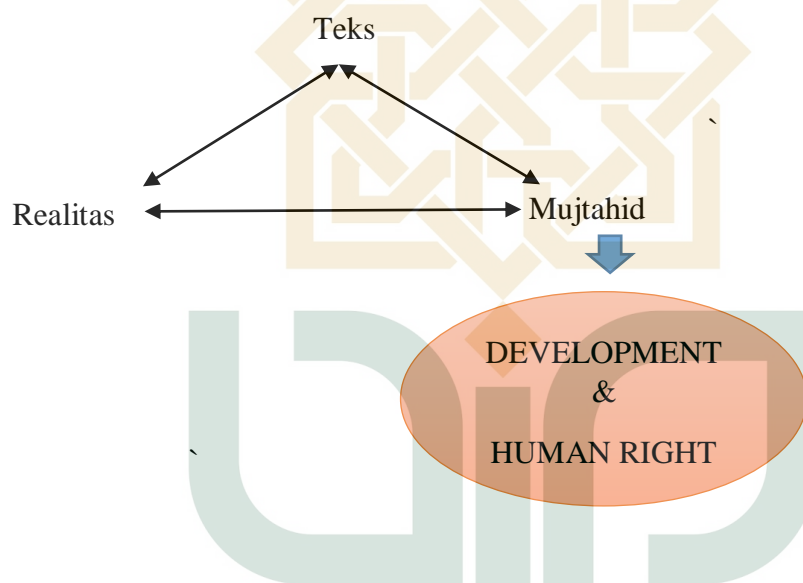 Teks
Realitas
Mujtahid
DEVELOPMENT
&
HUMAN RIGHT